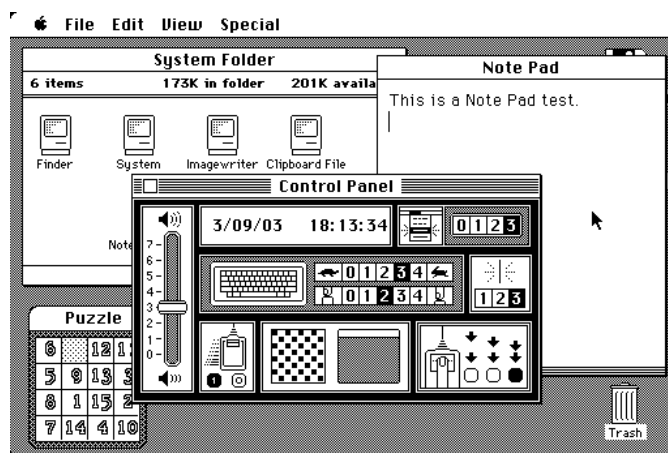 File Edit View Special
System Folder
6 items 173K in folder 201K availa
Finder System Imagewriter Clipboard File
Note
Note Pad
This is a Note Pad test.
Control Panel
3/09/03 18:13:34
0 1 2 3
7
6
5
4
3
2
1
0
0 1 2 3 4
0 1 2 3 4
1 2 3
1 0
Puzzle
6 12 1
5 9 13 3
8 1 15 2
7 14 4 10
Trash